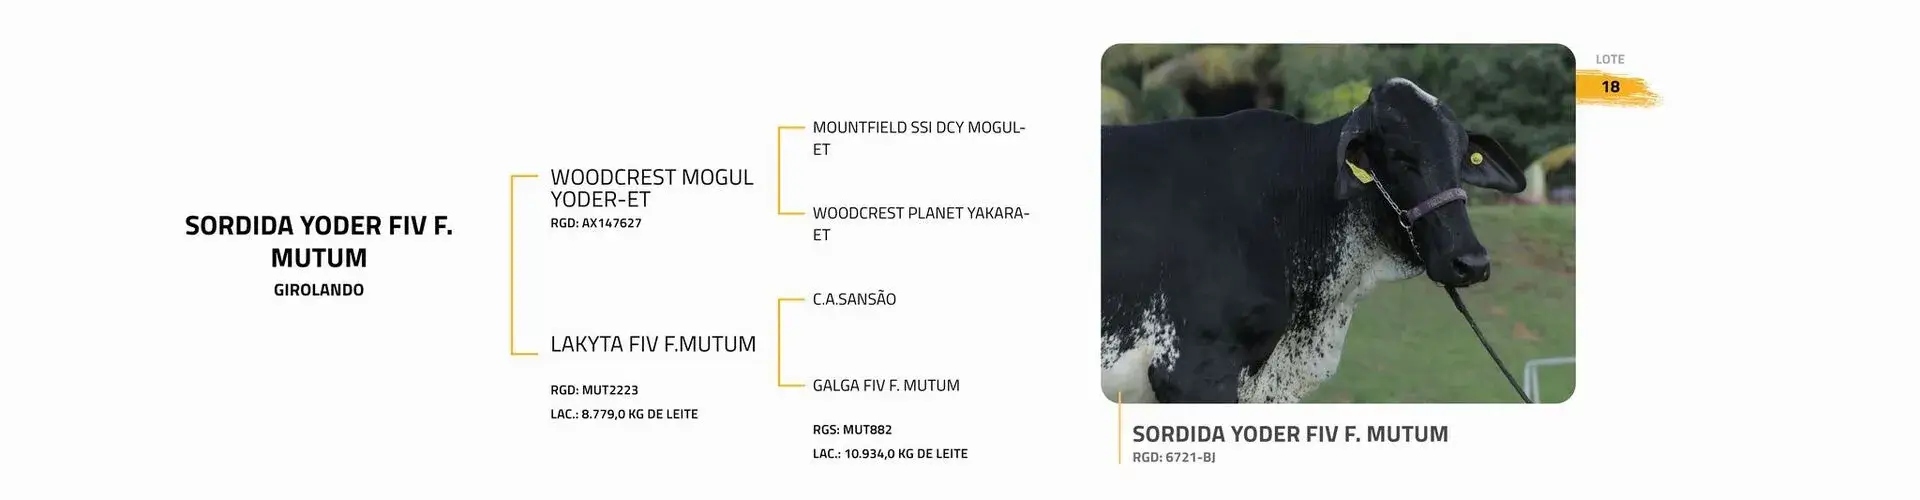 SORDIDA YODER FIV F.
MUTUM
GIROLANDO
WOODCREST MOGUL
YODER-ET
RGD: AX147627
LAKYTA FIV F.MUTUM
RGD: MUT2223
LAC.: 8.779,0 KG DE LEITE
MOUNTFIELD SSI DCY MOGUL-
ET
WOODCREST PLANET YAKARA-
ET
C.A.SANSÃO
GALGA FIV F. MUTUM
RGS: MUT882
LAC.: 10.934,0 KG DE LEITE
LOTE
18
SORDIDA YODER FIV F. MUTUM
RGD: 6721-BJ